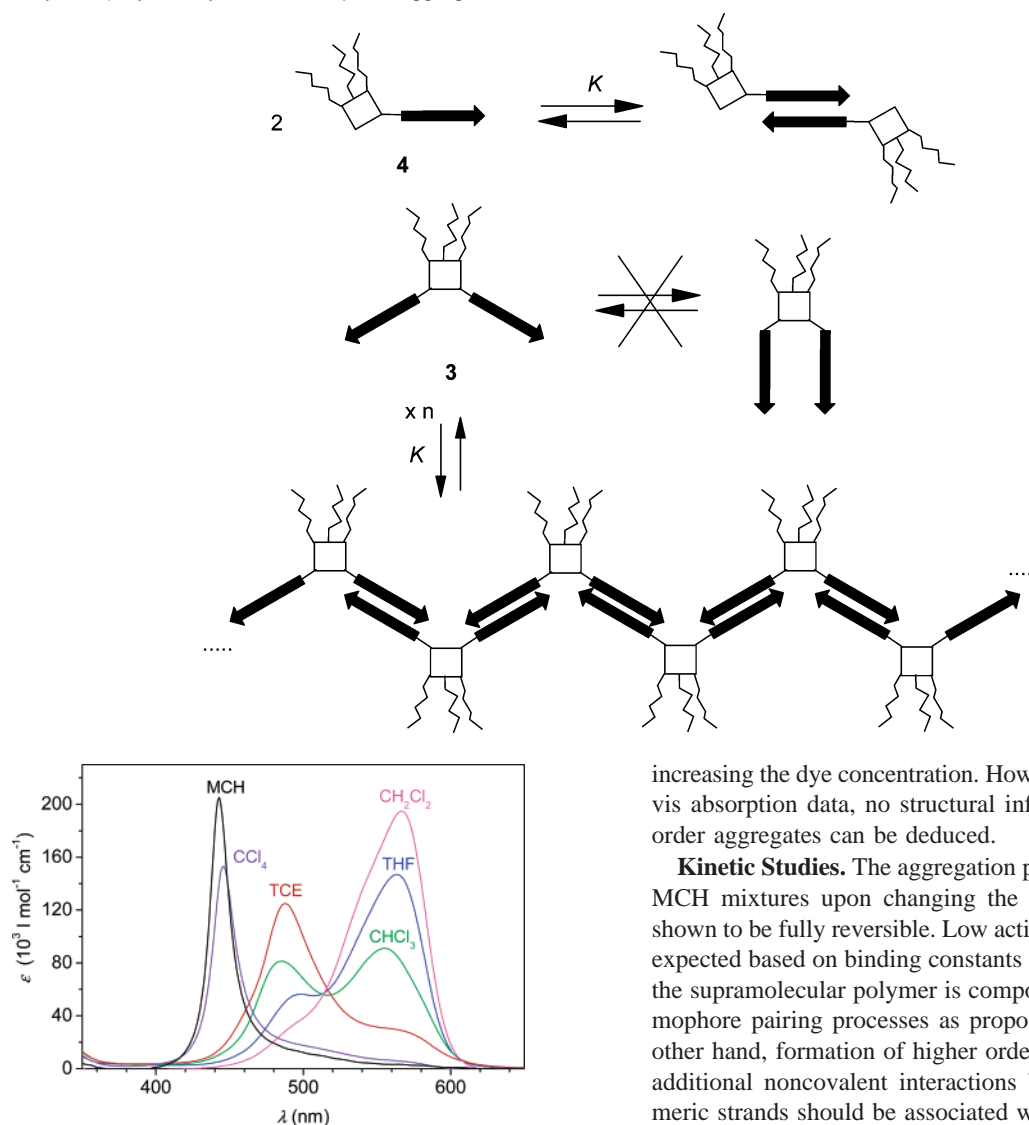 K
2
4
3
x n
K
.....
.....
MCH
CH2Cl2
CCl4
TCE
THF
CHCl3
200
160
120
80
40
0
400
500
600
ε (10³ l mol⁻¹ cm⁻¹)
λ (nm)
increasing the dye concentration. How
vis absorption data, no structural inf
order aggregates can be deduced.
Kinetic Studies. The aggregation p
MCH mixtures upon changing the
shown to be fully reversible. Low acti
expected based on binding constants
the supramolecular polymer is compo
mophore pairing processes as propo
other hand, formation of higher orde
additional noncovalent interactions
meric strands should be associated w